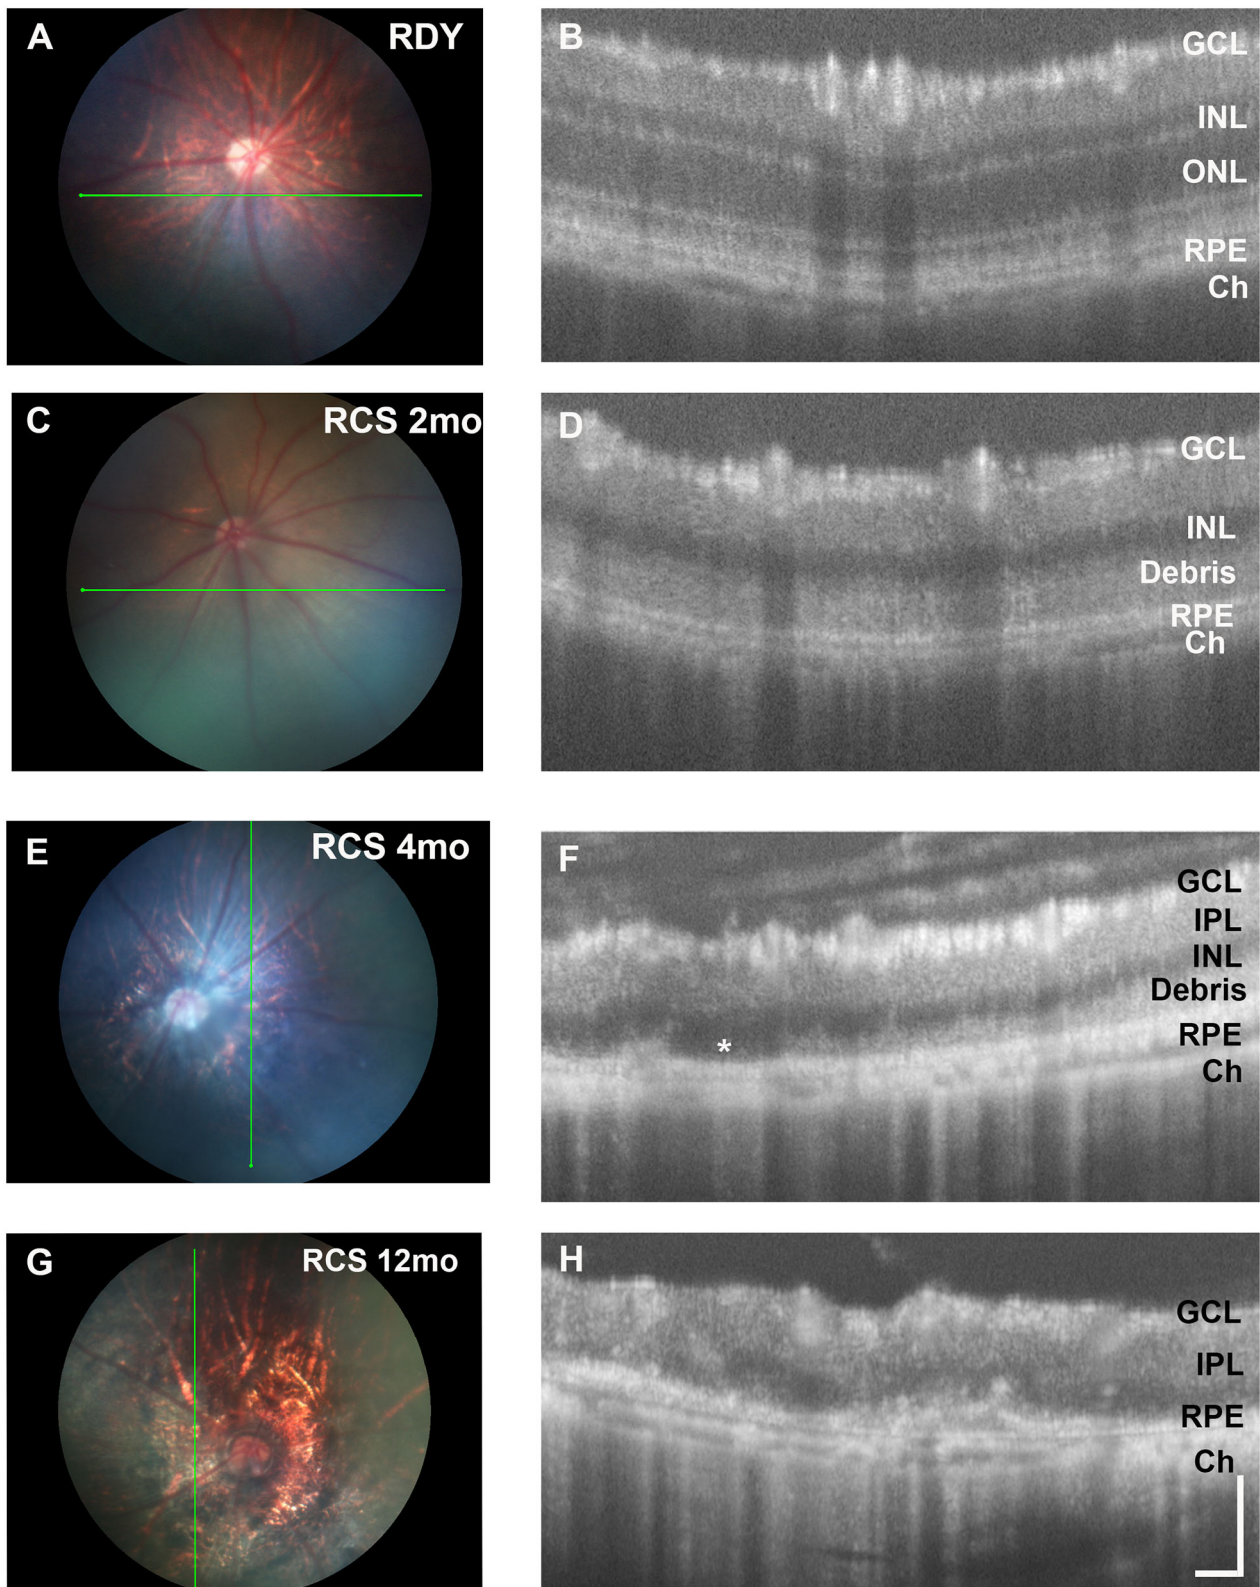 A RDY
B
GCL
INL
ONL
RPE
Ch
C RCS 2mo
D
GCL
INL
Debris
RPE
Ch
E RCS 4mo
F
GCL
IPL
INL
Debris
RPE
Ch
*
G RCS 12mo
H
GCL
IPL
RPE
Ch